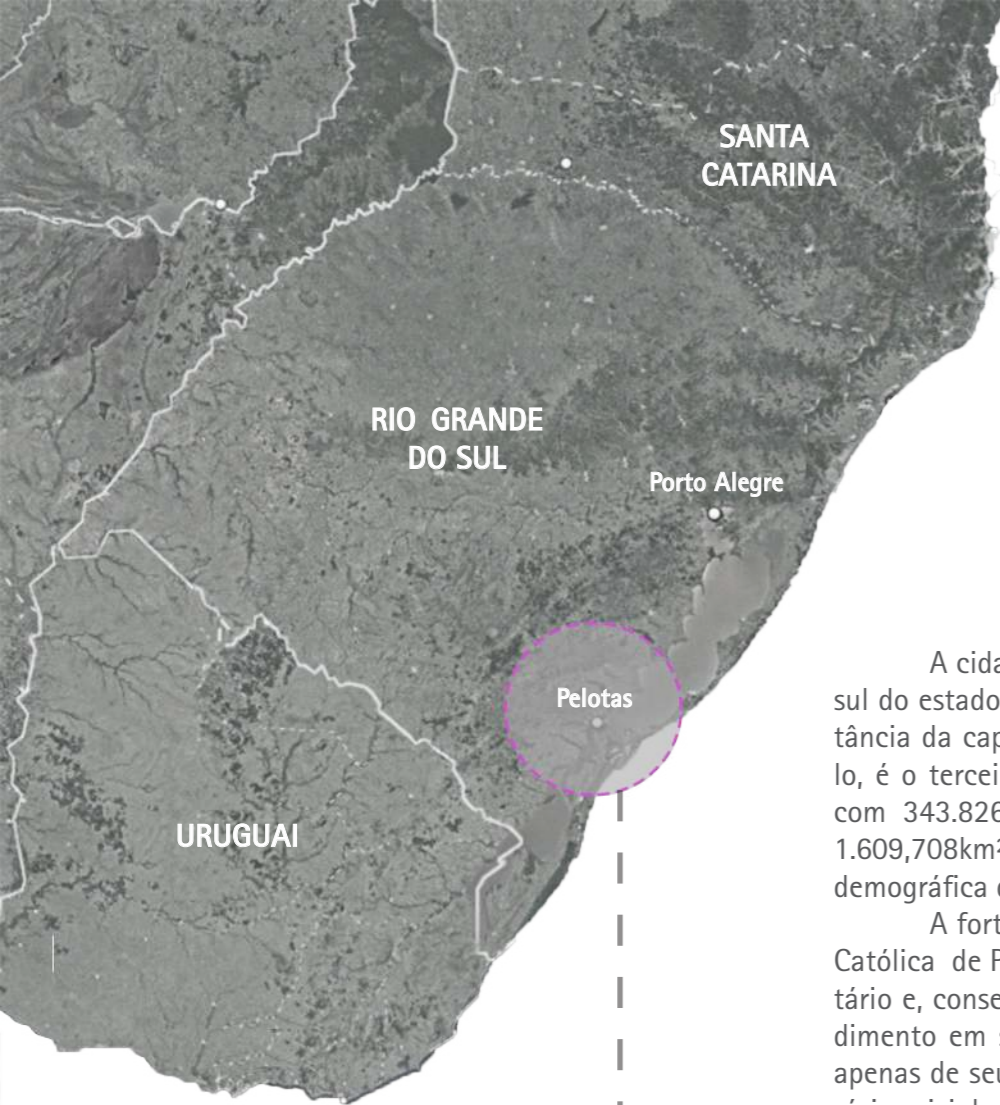 SANTA
CATARINA
RIO GRANDE
DO SUL
Porto Alegre
Pelotas
URUGUAI
A cida
sul do estado
tância da cap
lo, é o tercei
com 343.826
1.609,708km²
demográfica
A fort
Católica de P
tário e, conse
dimento em s
apenas de seu